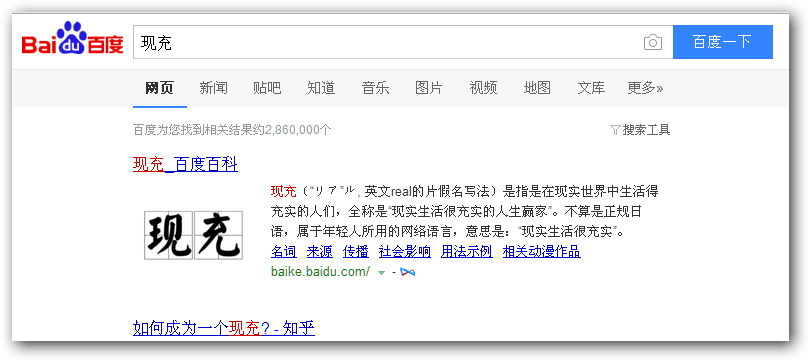 Bai du 百度 现充 百度一下
网页 新闻 贴吧 知道 音乐 图片 视频 地图 文库 更多»
百度为您找到相关结果约2,860,000个 搜索工具
现充_百度百科
现充
现充（“リア”ル, 英文real的片假名写法）是指是在现实世界中生活得
充实的人们，全称是“现实生活很充实的人生赢家”。不算是正规日
语，属于年轻人所用的网络语言，意思是：“现实生活很充实”。
名词 来源 传播 社会影响 用法示例 相关动漫作品
baike.baidu.com/ -
如何成为一个现充? - 知乎